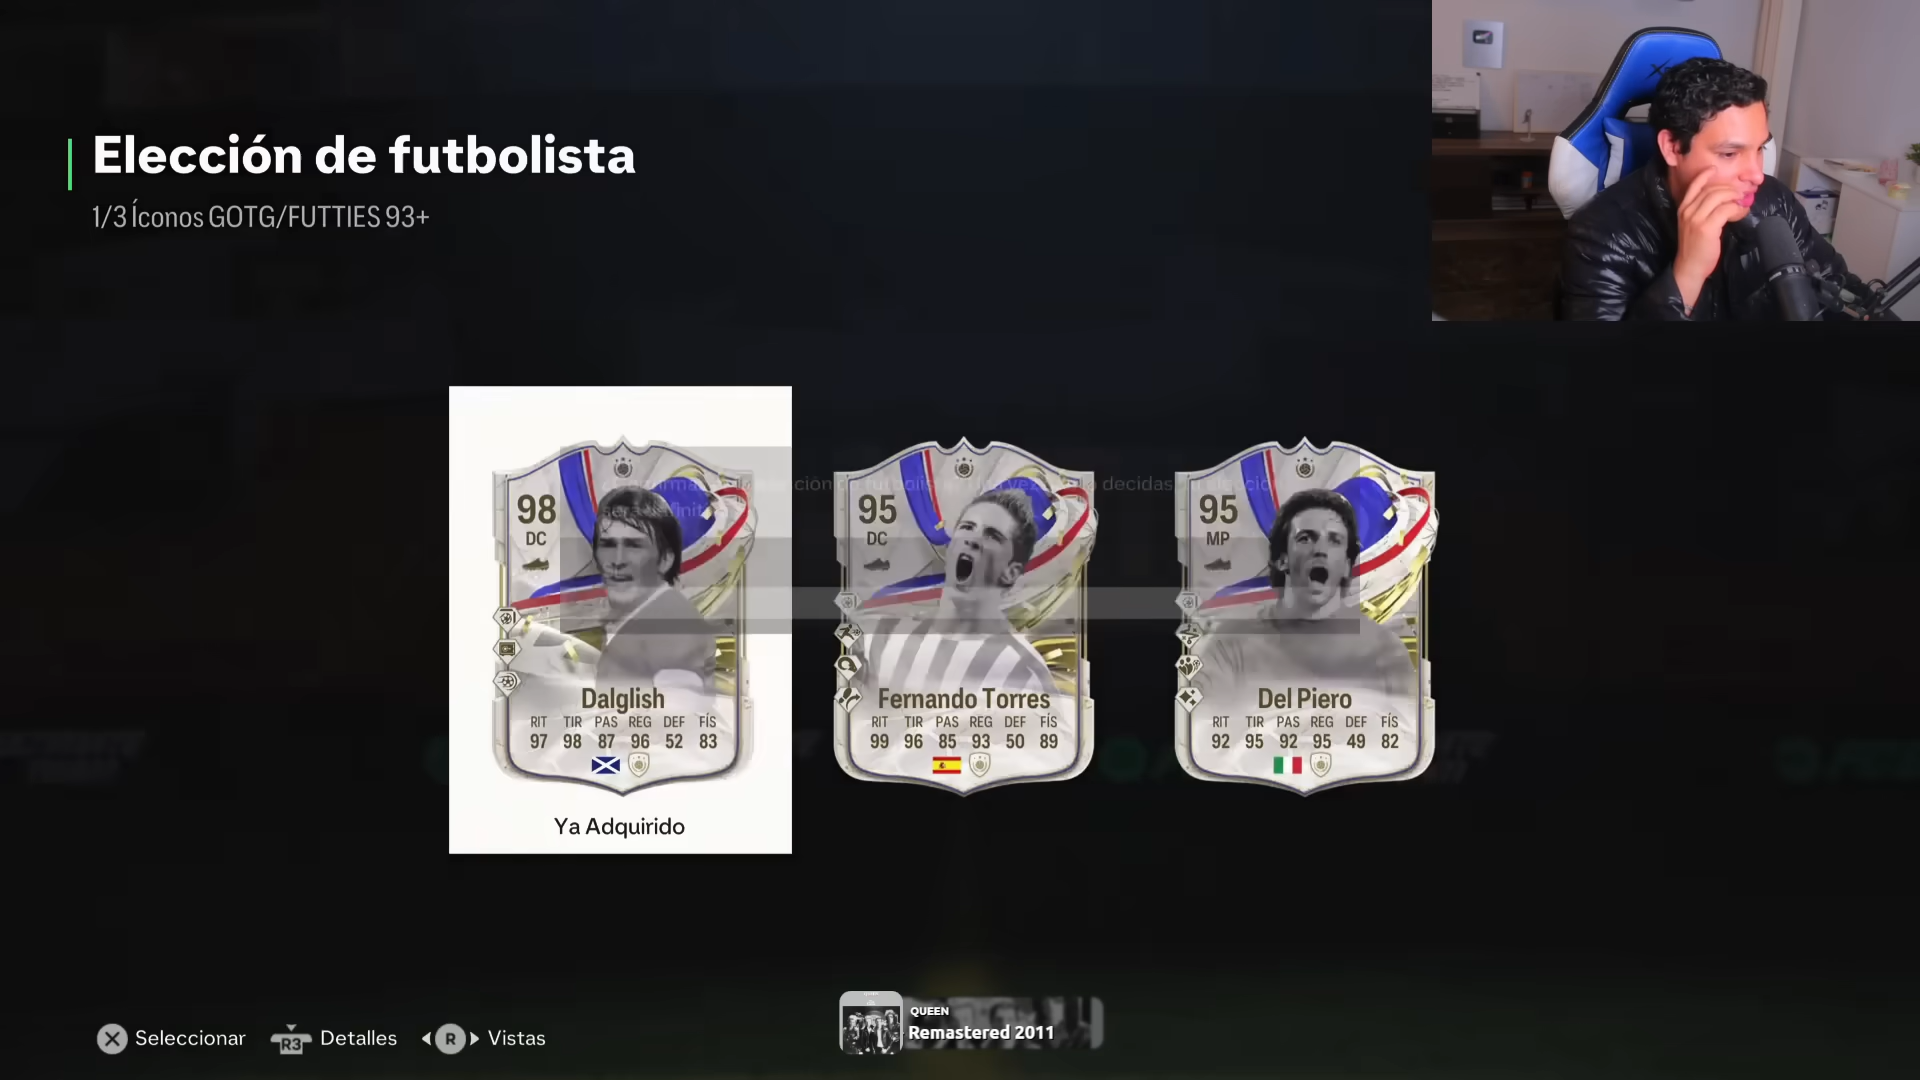 Elección de futbolista
1/3 Íconos GOTG/FUTTIES 93+
98
DC
Dalglish
RIT TIR PAS REG DEF FÍS
97 98 87 96 52 83
Ya Adquirido
95
DC
Fernando Torres
RIT TIR PAS REG DEF FÍS
99 96 85 93 50 89
95
MP
Del Piero
RIT TIR PAS REG DEF FÍS
92 95 92 95 49 82
Seleccionar
R3 Detalles
R Vistas
QUEEN
Remastered 2011